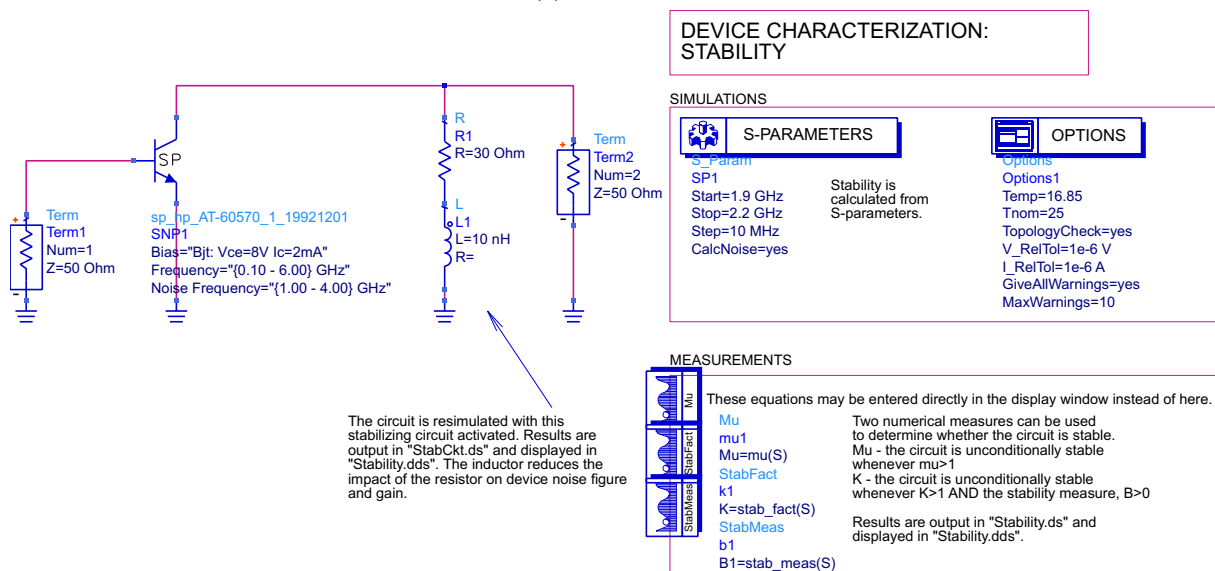 DEVICE CHARACTERIZATION:
STABILITY
SIMULATIONS
S-PARAMETERS
S_Param
SP1
Start=1.9 GHz
Stop=2.2 GHz
Step=10 MHz
CalcNoise=yes
Stability is
calculated from
S-parameters.
OPTIONS
Options
Options1
Temp=16.85
Tnom=25
TopologyCheck=yes
V_RelTol=1e-6 V
I_RelTol=1e-6 A
GiveAllWarnings=yes
MaxWarnings=10
+
Term
Term1
Num=1
Z=50 Ohm
-
SP
sp_hp_AT-60570_1_19921201
SNP1
Bias="Bjt: Vce=8V Ic=2mA"
Frequency="{0.10 - 6.00} GHz"
Noise Frequency="{1.00 - 4.00} GHz"
R
R1
R=30 Ohm
L
L1
L=10 nH
R=
+
Term
Term2
Num=2
Z=50 Ohm
-
The circuit is resimulated with this
stabilizing circuit activated. Results are
output in "StabCkt.ds" and displayed in
"Stability.dds". The inductor reduces the
impact of the resistor on device noise figure
and gain.
MEASUREMENTS
These equations may be entered directly in the display window instead of here.
Mu
StabFact
StabMeas
Mu
mu1
Mu=mu(S)
StabFact
k1
K=stab_fact(S)
StabMeas
b1
B1=stab_meas(S)
Two numerical measures can be used
to determine whether the circuit is stable.
Mu - the circuit is unconditionally stable
whenever mu>1
K - the circuit is unconditionally stable
whenever K>1 AND the stability measure, B>0
Results are output in "Stability.ds" and
displayed in "Stability.dds".